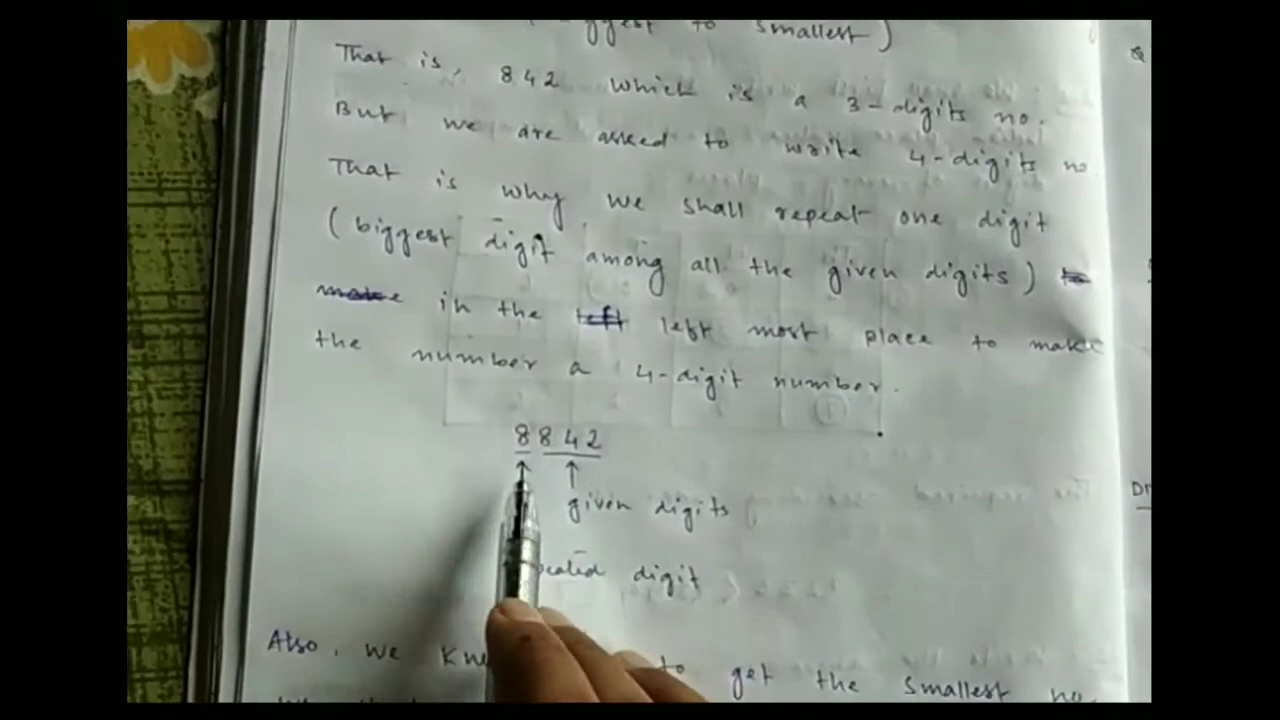 to smallest)
That is, 842 which is a 3-digits no.
But, we are asked to write 4-digits no
That is why we shall repeat one digit
(biggest digit among all the given digits) to
make in the left left most place to make
the number a 4-digit number.
8842
given digits
digit
Also, we to get the smallest no.